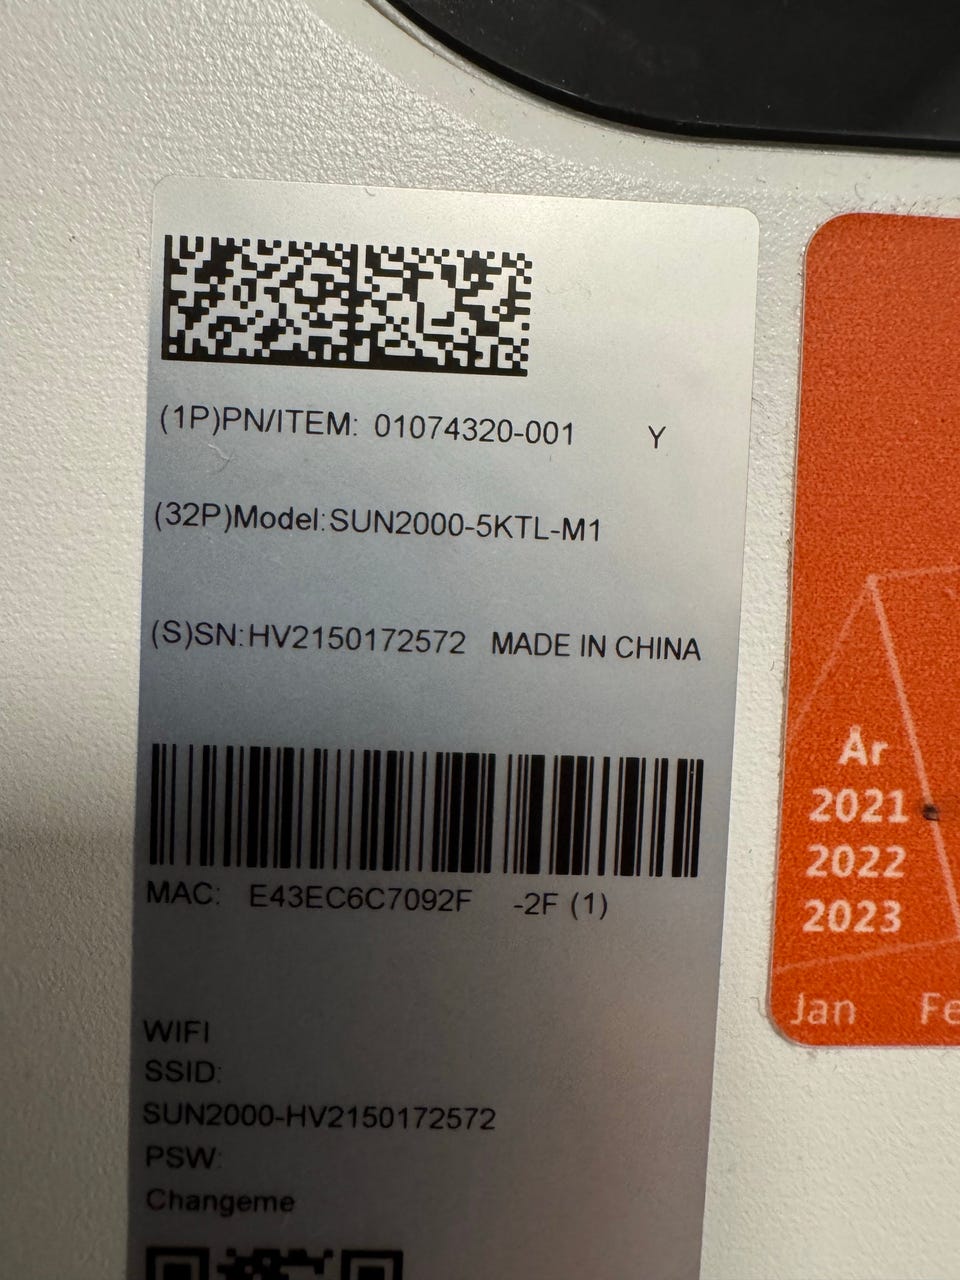 (1P)PN/ITEM: 01074320-001 Y
(32P)Model:SUN2000-5KTL-M1
(S)SN:HV2150172572 MADE IN CHINA
MAC: E43EC6C7092F -2F (1)
WIFI
SSID:
SUN2000-HV2150172572
PSW:
Changeme
År
2021
2022
2023
Jan Fe